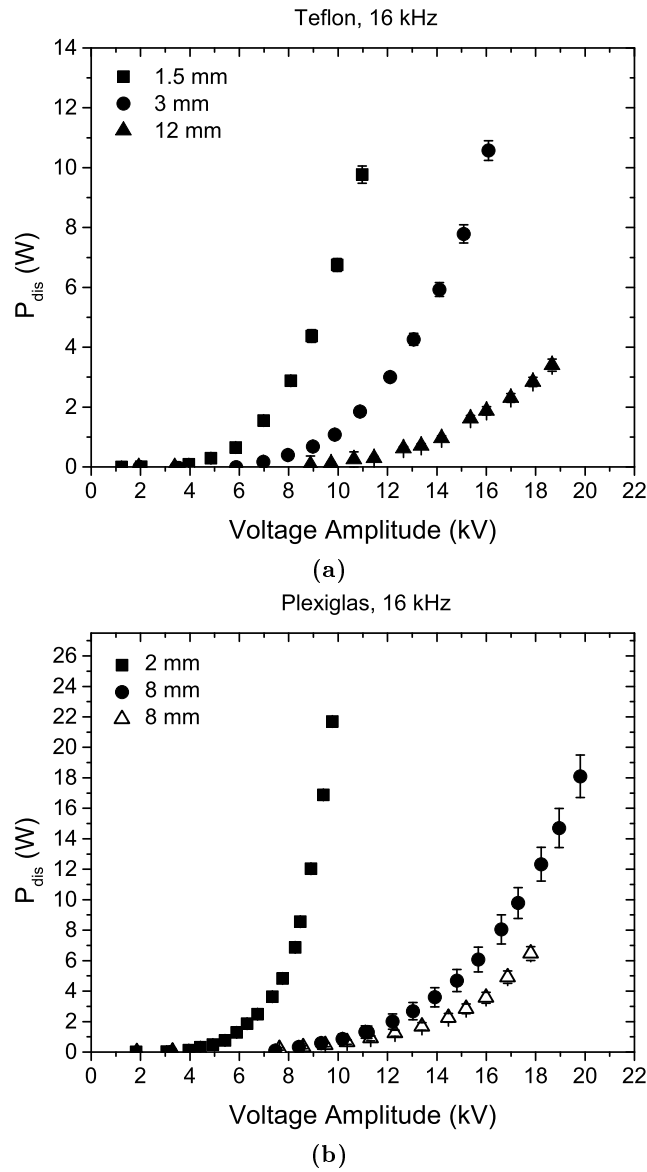 Teflon, 16 kHz
14
12
10
8
6
4
2
0
P_dis (W)
1.5 mm
3 mm
12 mm
0 2 4 6 8 10 12 14 16 18 20 22
Voltage Amplitude (kV)
(a)
Plexiglas, 16 kHz
26
24
22
20
18
16
14
12
10
8
6
4
2
0
P_dis (W)
2 mm
8 mm
8 mm
0 2 4 6 8 10 12 14 16 18 20 22
Voltage Amplitude (kV)
(b)